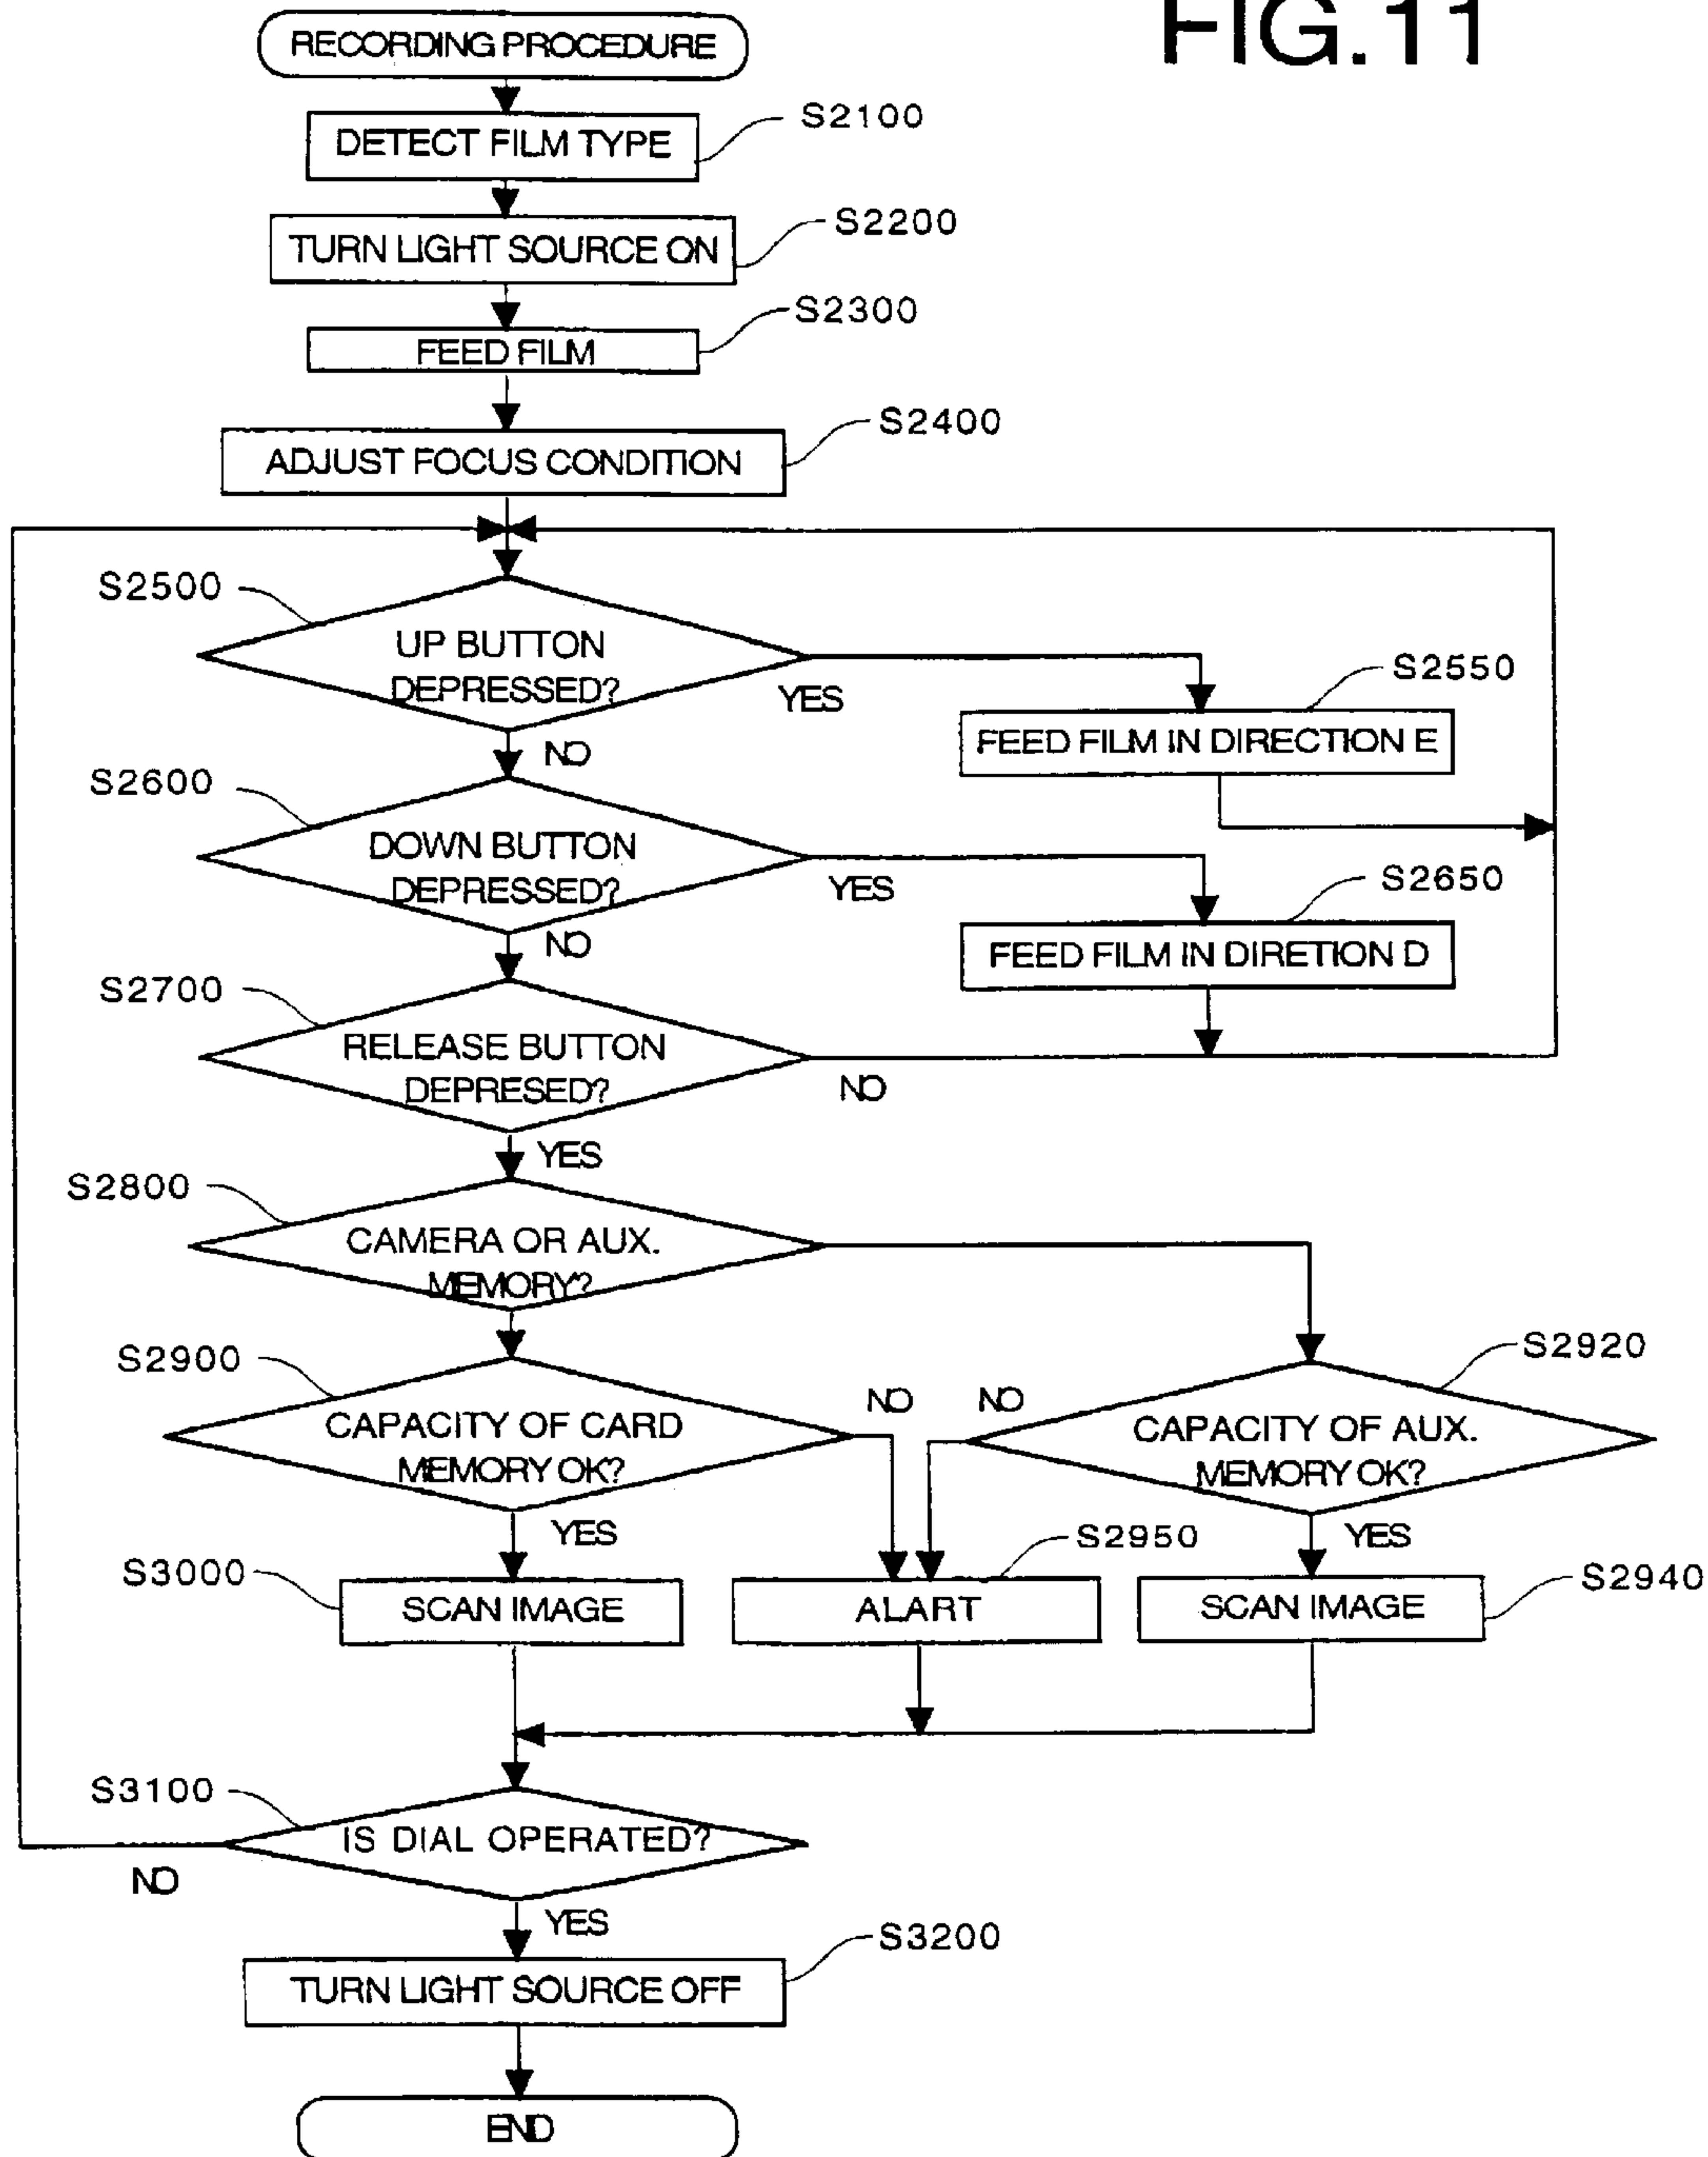 FIG.11
RECORDING PROCEDURE
S2100
DETECT FILM TYPE
S2200
TURN LIGHT SOURCE ON
S2300
FEED FILM
S2400
ADJUST FOCUS CONDITION
S2500
UP BUTTON
DEPRESSED?
YES
NO
S2550
FEED FILM IN DIRECTION E
S2600
DOWN BUTTON
DEPRESSED?
YES
NO
S2650
FEED FILM IN DIRETION D
S2700
RELEASE BUTTON
DEPRESED?
NO
YES
S2800
CAMERA OR AUX.
MEMORY?
S2900
CAPACITY OF CARD
MEMORY OK?
NO
YES
S2920
CAPACITY OF AUX.
MEMORY OK?
NO
YES
S3000
SCAN IMAGE
S2950
ALART
S2940
SCAN IMAGE
S3100
IS DIAL OPERATED?
NO
YES
S3200
TURN LIGHT SOURCE OFF
END